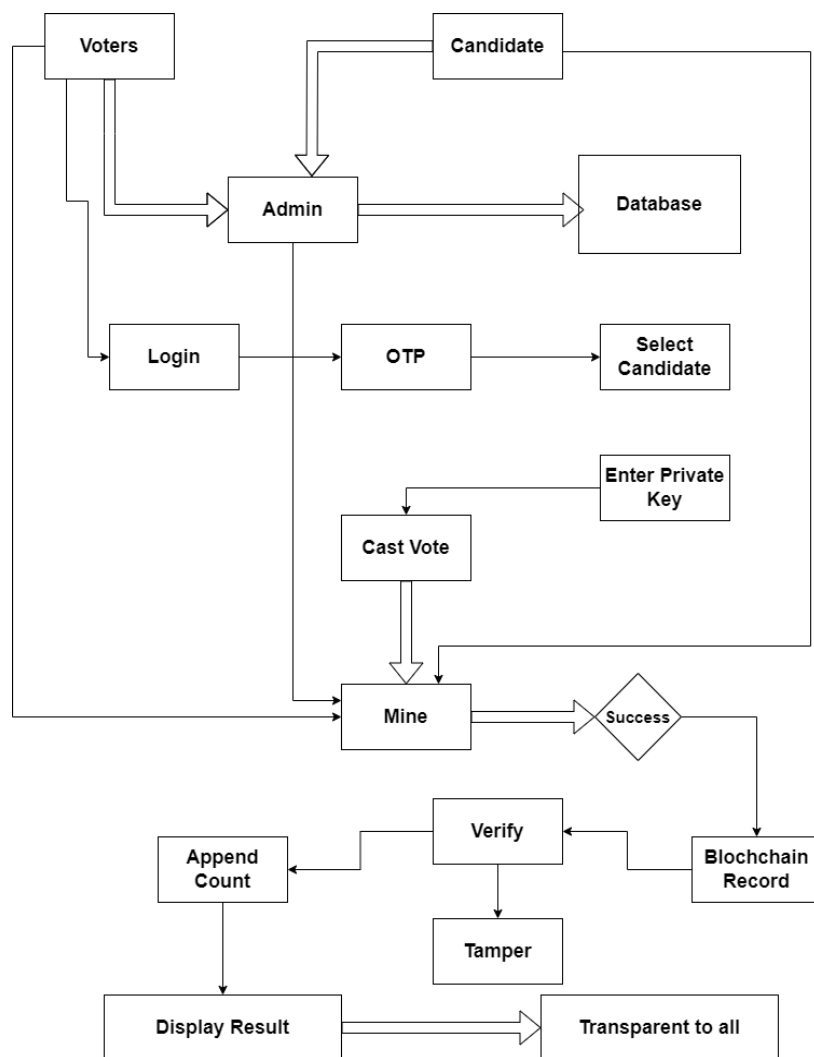 Voters
Candidate
Admin
Database
Login
OTP
Select
Candidate
Enter Private
Key
Cast Vote
Mine
Success
Verify
Append
Count
Blochchain
Record
Tamper
Display Result
Transparent to all